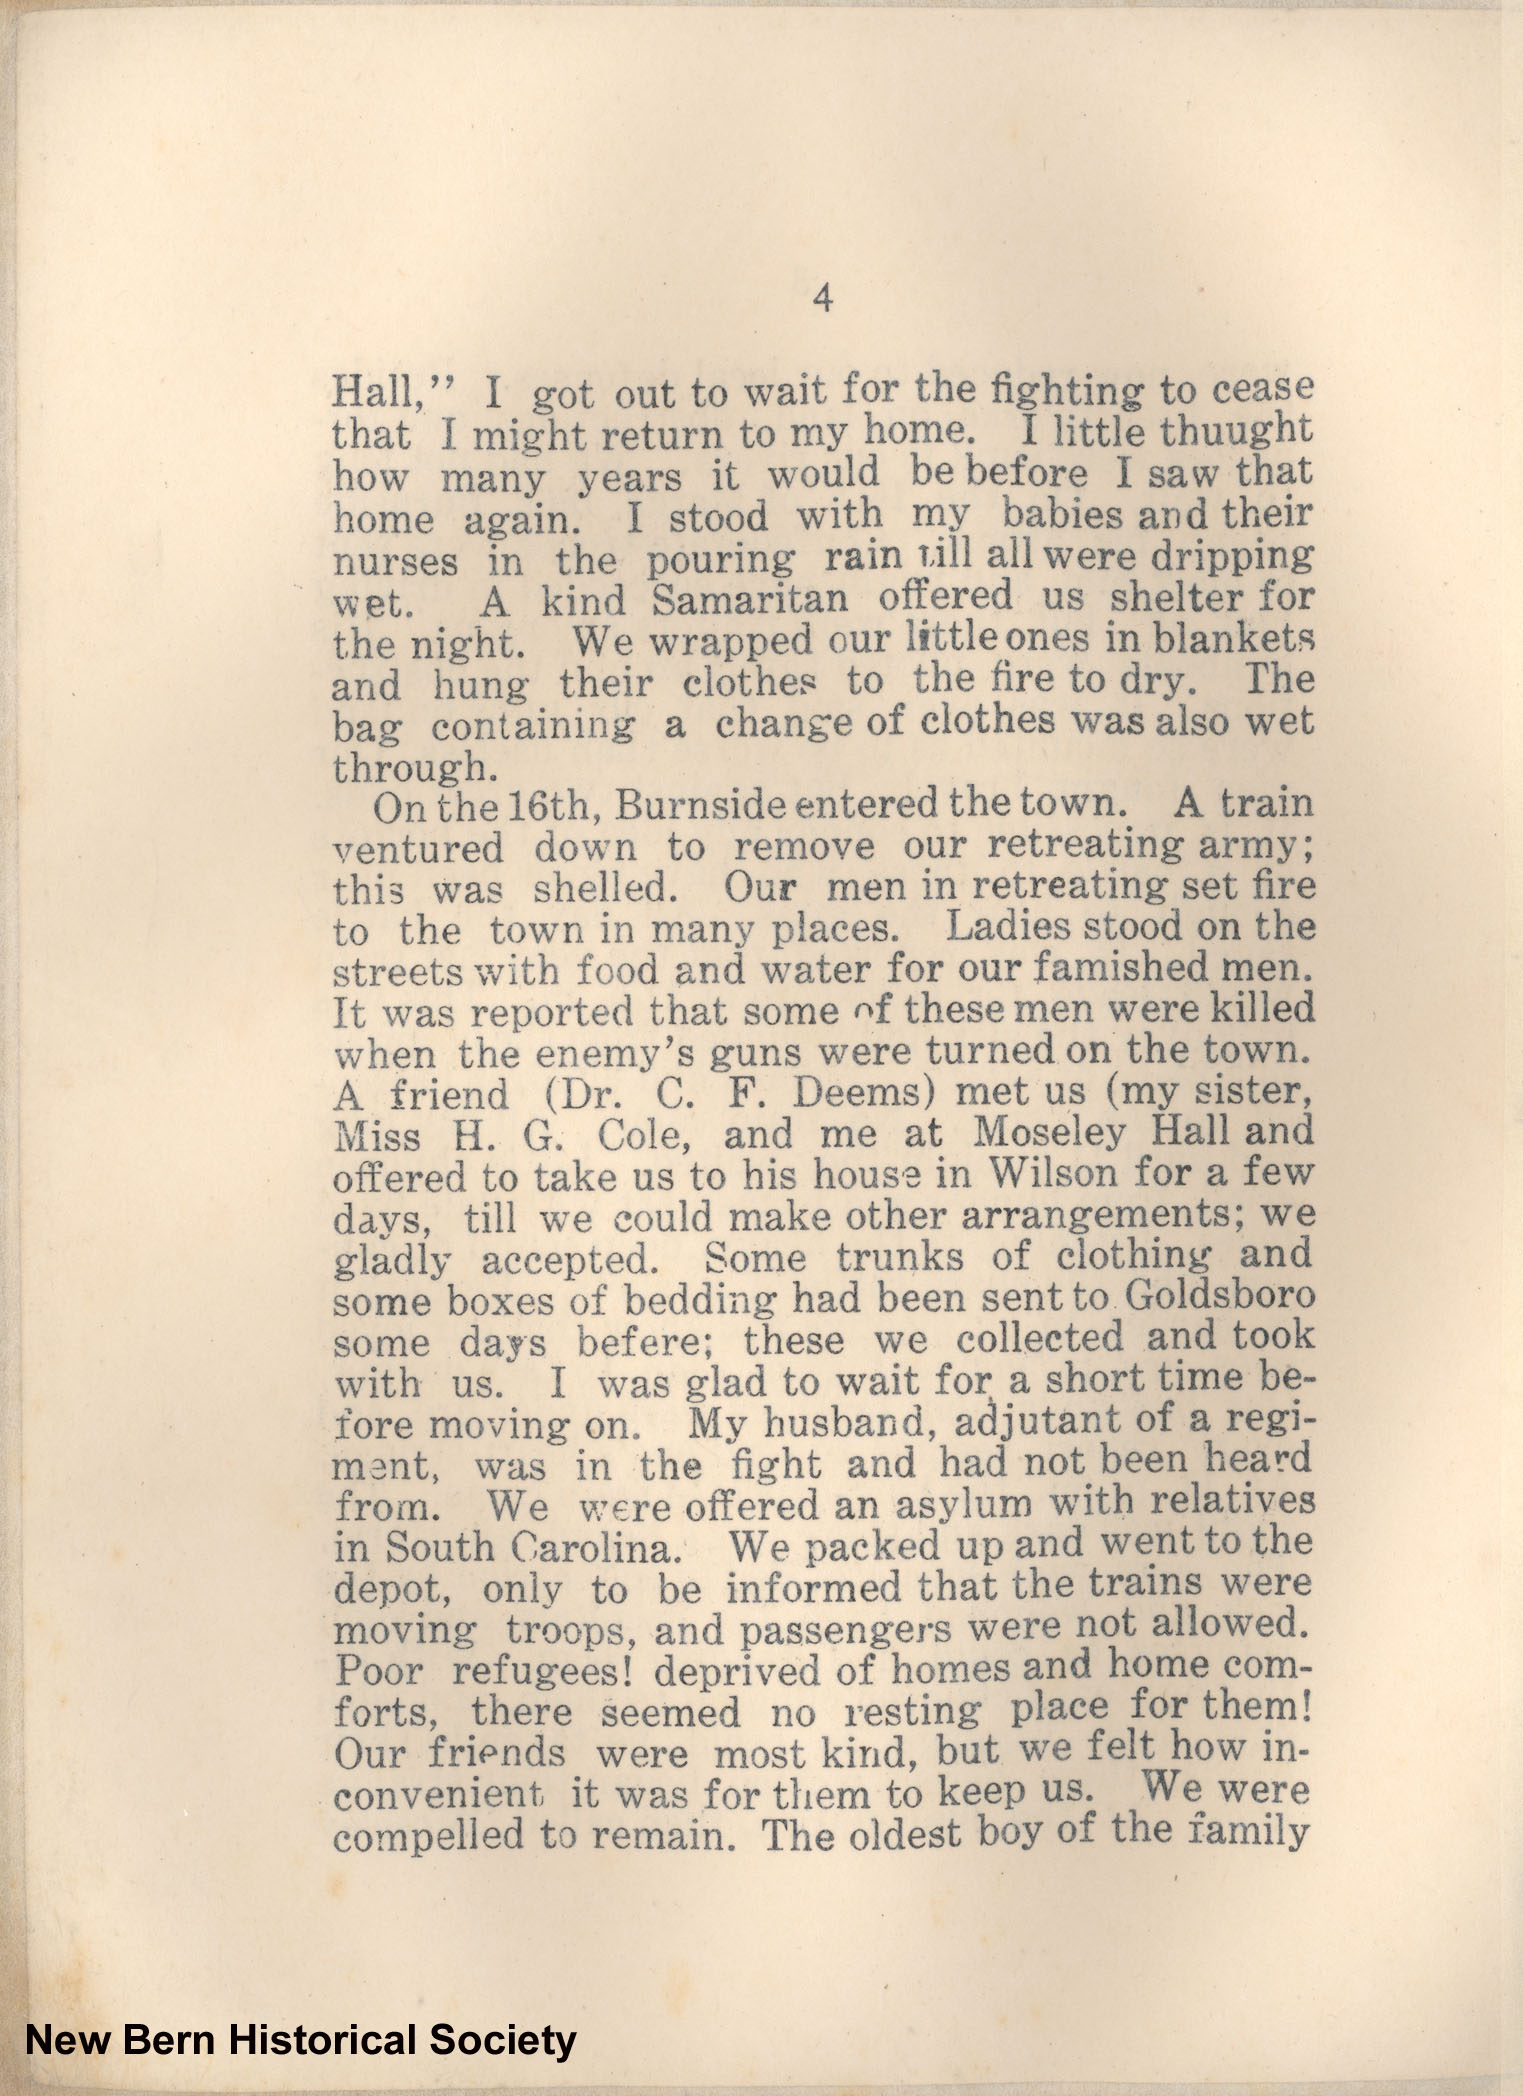 4
Hall,” I got out to wait for the fighting to cease
that I might return to my home. I little thuught
how many years it would be before I saw that
home again. I stood with my babies and their
nurses in the pouring rain till all were dripping
wet. A kind Samaritan offered us shelter for
the night. We wrapped our little ones in blankets
and hung their clothes to the fire to dry. The
bag containing a change of clothes was also wet
through.
On the 16th, Burnside entered the town. A train
ventured down to remove our retreating army;
this was shelled. Our men in retreating set fire
to the town in many places. Ladies stood on the
streets with food and water for our famished men.
It was reported that some of these men were killed
when the enemy’s guns were turned on the town.
A friend (Dr. C. F. Deems) met us (my sister,
Miss H. G. Cole, and me at Moseley Hall and
offered to take us to his house in Wilson for a few
days, till we could make other arrangements; we
gladly accepted. Some trunks of clothing and
some boxes of bedding had been sent to Goldsboro
some days befere; these we collected and took
with us. I was glad to wait for a short time be-
fore moving on. My husband, adjutant of a regi-
ment, was in the fight and had not been heard
from. We were offered an asylum with relatives
in South Carolina. We packed up and went to the
depot, only to be informed that the trains were
moving troops, and passengers were not allowed.
Poor refugees! deprived of homes and home com-
forts, there seemed no resting place for them!
Our friends were most kind, but we felt how in-
convenient it was for them to keep us. We were
compelled to remain. The oldest boy of the family
New Bern Historical Society